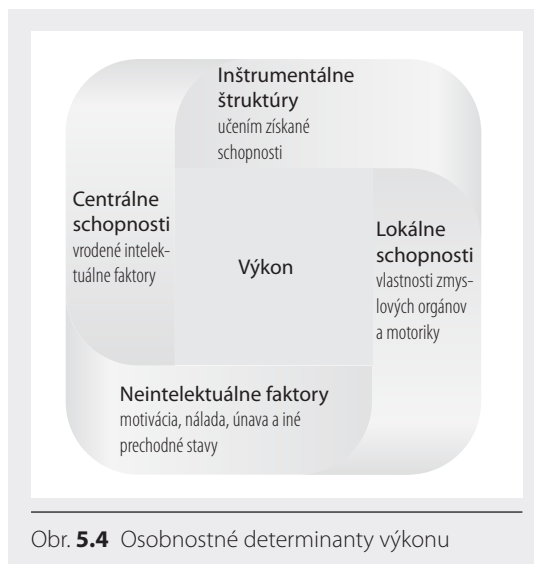 Inštrumentálne
štruktúry
učením získané
schopnosti
Centrálne
schopnosti
vrodené intelek-
tuálne faktory
Výkon
Lokálne
schopnosti
vlastnosti zmys-
lových orgánov
a motoriky
Neintelektuálne faktory
motivácia, nálada, únava a iné
prechodné stavy
Obr. 5.4 Osobnostné determinanty výkonu